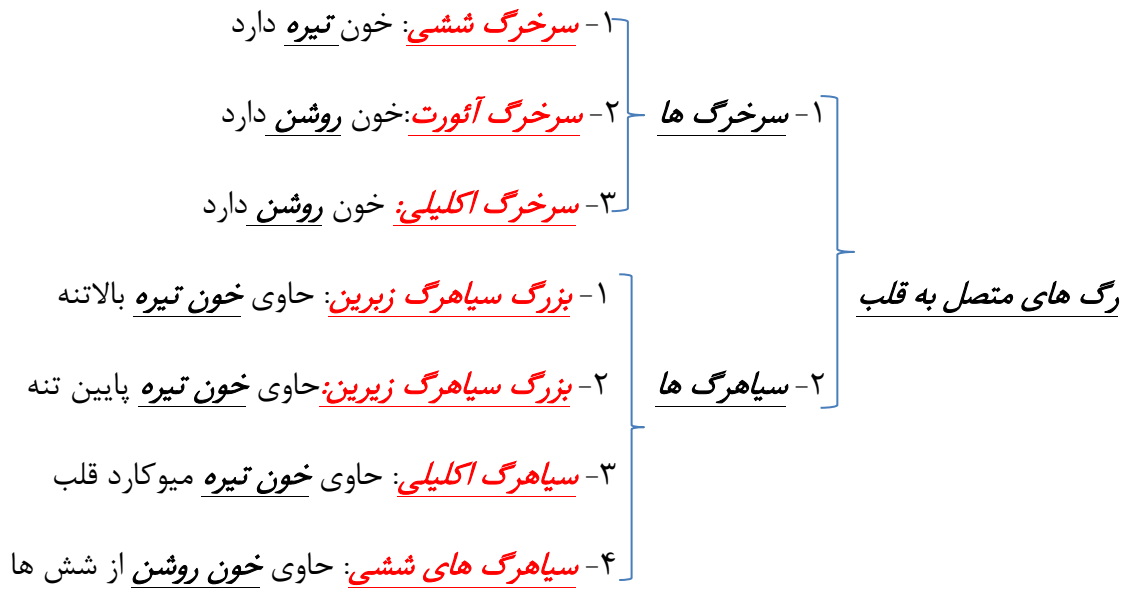 رگ های متصل به قلب
۱- سرخرگ ها
۱- سرخرگ ششی: خون تیره دارد
۲- سرخرگ آئورت:خون روشن دارد
۳- سرخرگ اکلیلی: خون روشن دارد
۲- سیاهرگ ها
۱- بزرگ سیاهرگ زبرین: حاوی خون تیره بالاتنه
۲- بزرگ سیاهرگ زیرین:حاوی خون تیره پایین تنه
۳- سیاهرگ اکلیلی: حاوی خون تیره میوکارد قلب
۴- سیاهرگ های ششی: حاوی خون روشن از شش ها